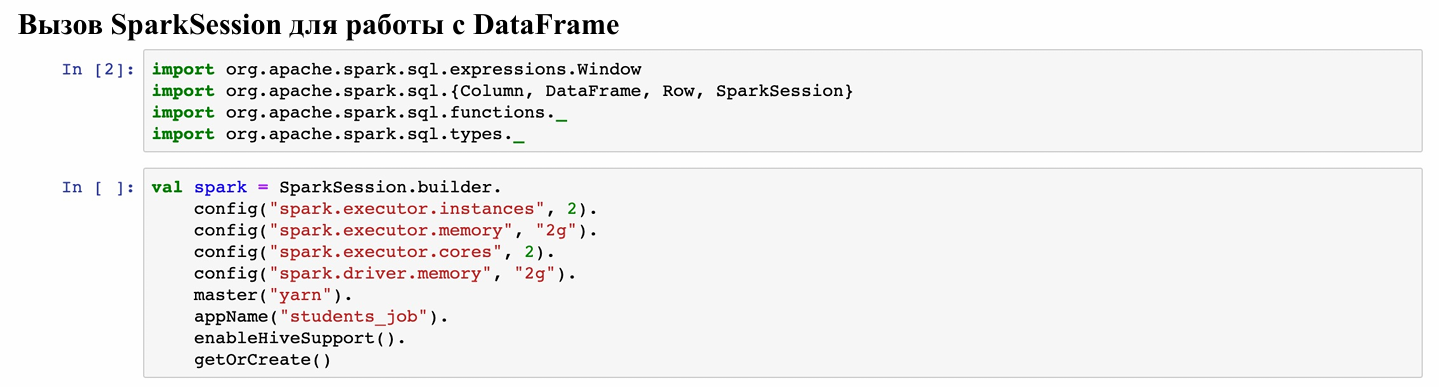 Вызов SparkSession для работы с DataFrame
In [2]: import org.apache.spark.sql.expressions.Window
import org.apache.spark.sql.{Column, DataFrame, Row, SparkSession}
import org.apache.spark.sql.functions._
import org.apache.spark.sql.types._
In [ ]: val spark = SparkSession.builder.
    config("spark.executor.instances", 2).
    config("spark.executor.memory", "2g").
    config("spark.executor.cores", 2).
    config("spark.driver.memory", "2g").
    master("yarn").
    appName("students_job").
    enableHiveSupport().
    getOrCreate()